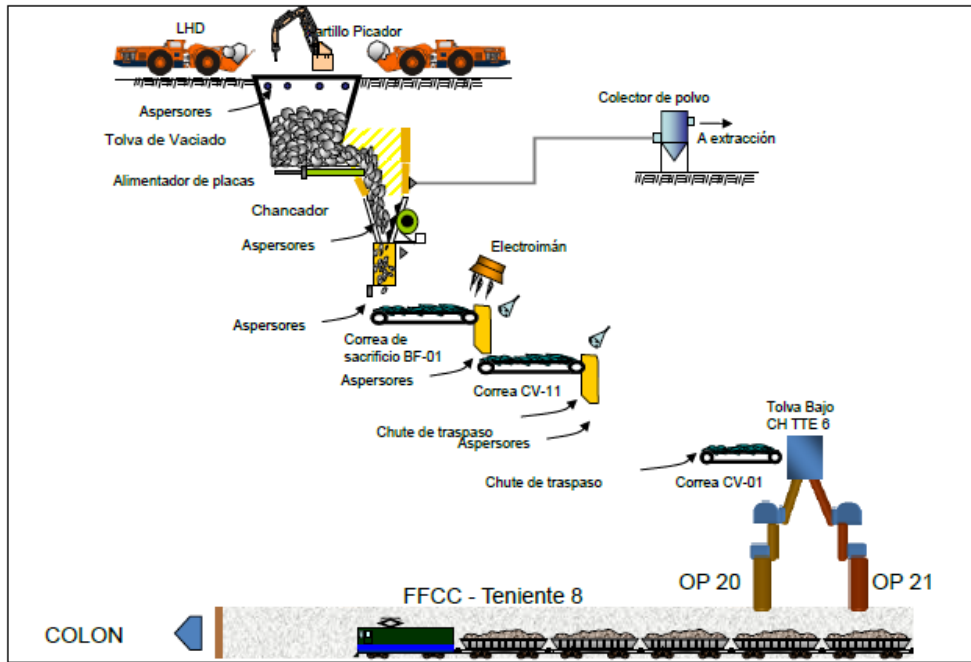 LHD
artillo Picador
Aspersores
Tolva de Vaciado
Colector de polvo
A extracción
Alimentador de placas
Chancador
Aspersores
Electroimán
Aspersores
Correa de
sacrificio BF-01
Aspersores
Correa CV-11
Chute de traspaso
Aspersores
Tolva Bajo
CH TTE 6
Chute de traspaso
Correa CV-01
OP 20
OP 21
FFCC - Teniente 8
COLON